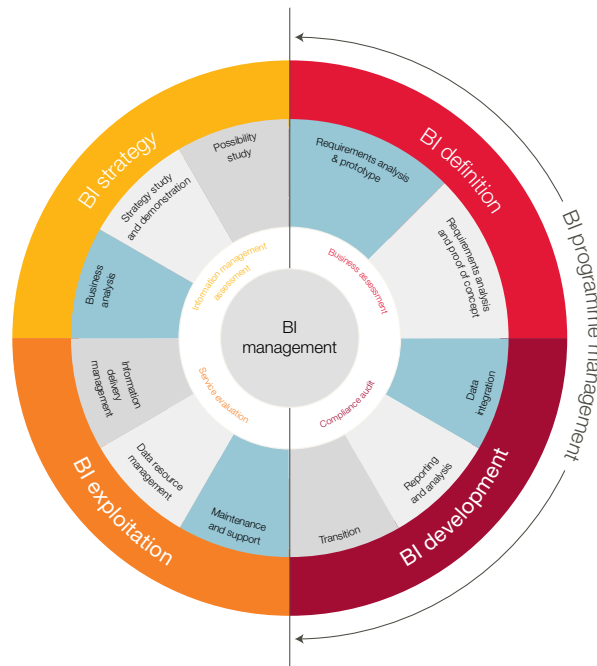 BI strategy
BI definition
BI programme management
BI development
BI exploitation
Possibility
study
Strategy study
and demonstration
Business
analysis
Requirements analysis
& prototype
Requirements analysis
and proof of concept
Data
Integration
Reporting
and analysis
Transition
Maintenance
and support
Data resource
management
Information
delivery
management
Information management
assessment
Business assessment
Compliance audit
Service evaluation
BI
management